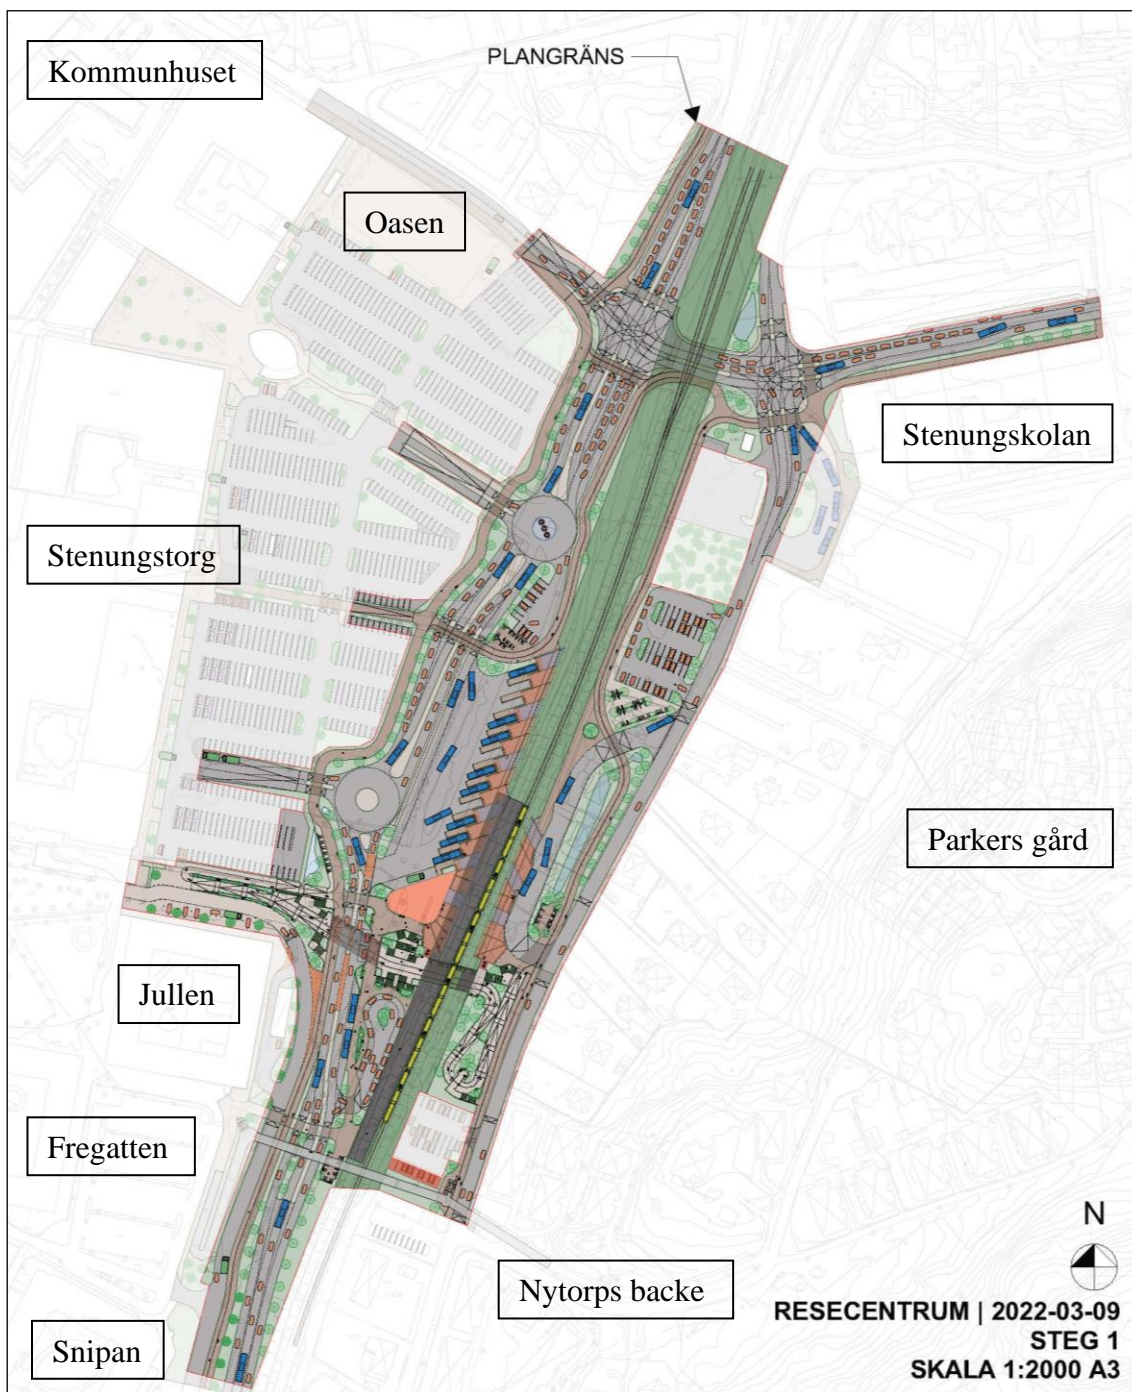 Kommunhuset
PLANGRÄNS
Oasen
Stenungskolan
Stenungstorg
Parkers gård
Jullen
Fregatten
Nytorps backe
Snipan
N
RESECENTRUM | 2022-03-09
STEG 1
SKALA 1:2000 A3